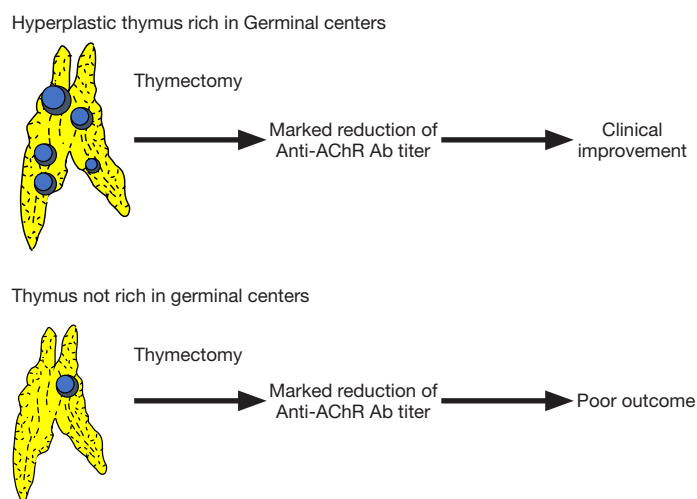 Hyperplastic thymus rich in Germinal centers
Thymectomy
Marked reduction of
Anti-AChR Ab titer
Clinical
improvement
Thymus not rich in germinal centers
Thymectomy
Marked reduction of
Anti-AChR Ab titer
Poor outcome